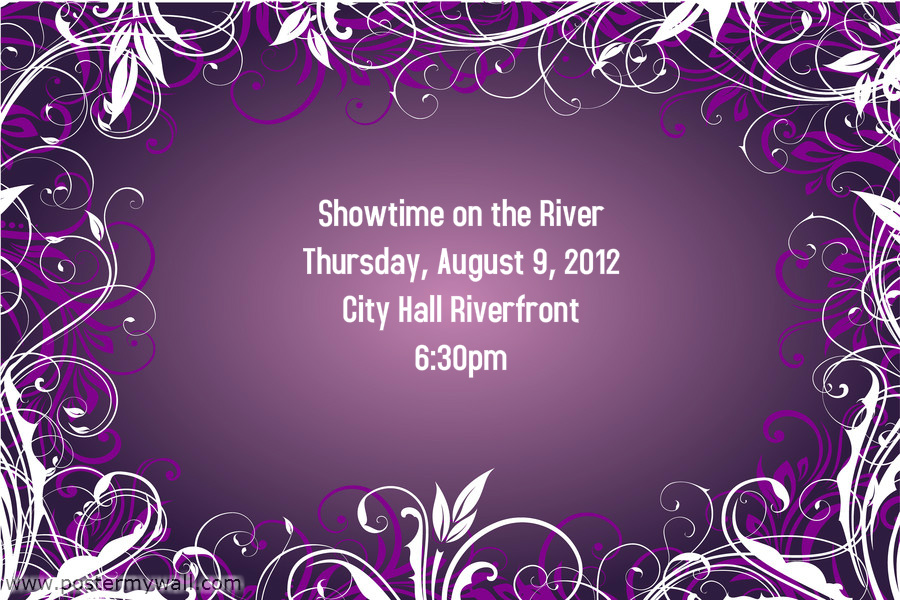 Showtime on the River
Thursday, August 9, 2012
City Hall Riverfront
6:30pm
www.postermywall.com